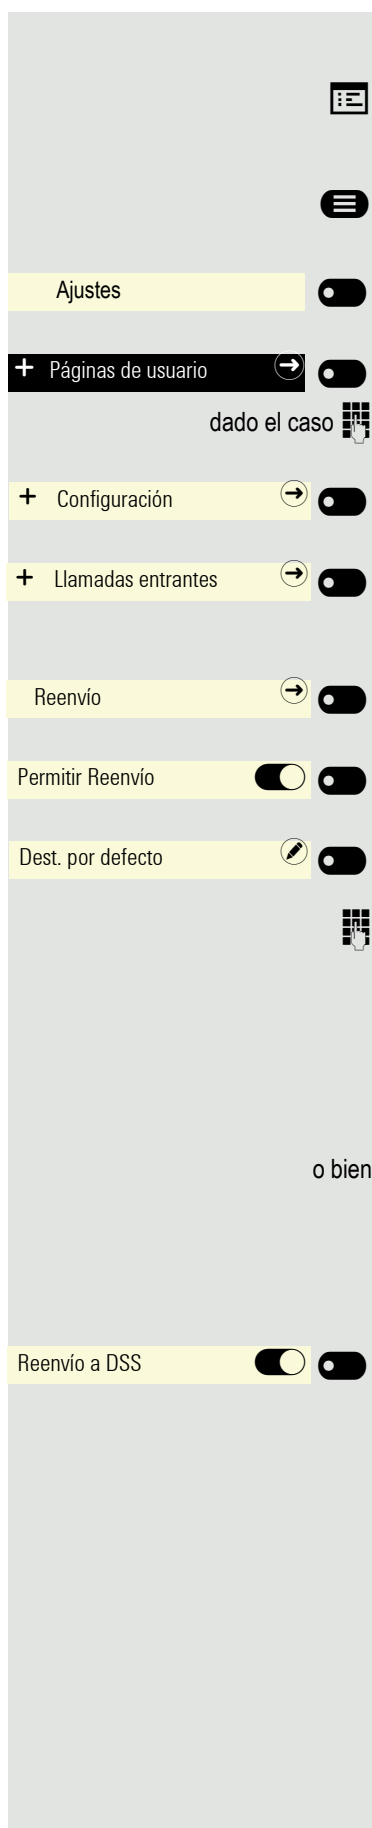 Ajustes
+ Páginas de usuario
dado el caso
+ Configuración
+ Llamadas entrantes
Reenvío
Permitir Reenvío
Dest. por defecto
o bien
Reenvío a DSS